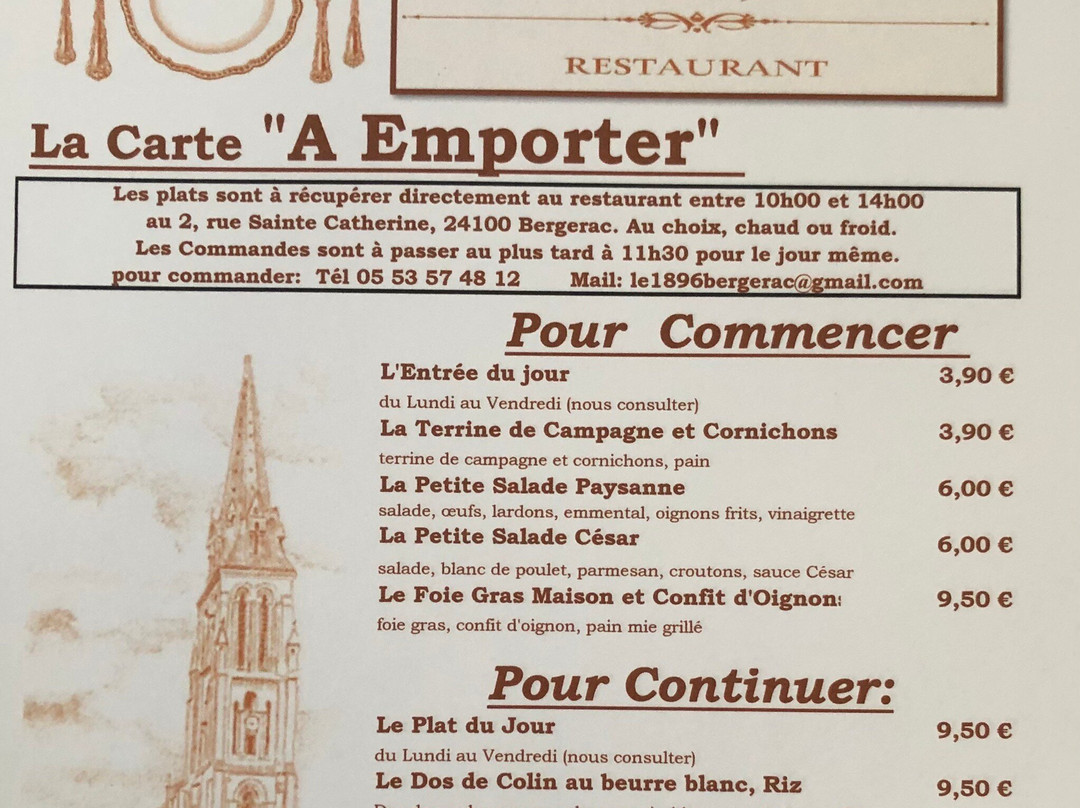 RESTAURANT
La Carte "A Emporter"
Les plats sont à récupérer directement au restaurant entre 10h00 et 14h00
au 2, rue Sainte Catherine, 24100 Bergerac. Au choix, chaud ou froid.
Les Commandes sont à passer au plus tard à 11h30 pour le jour même.
pour commander: Tél 05 53 57 48 12 Mail: le1896bergerac@gmail.com
Pour Commencer
L'Entrée du jour 3,90 €
du Lundi au Vendredi (nous consulter)
La Terrine de Campagne et Cornichons 3,90 €
terrine de campagne et cornichons, pain
La Petite Salade Paysanne 6,00 €
salade, œufs, lardons, emmental, oignons frits, vinaigrette
La Petite Salade César 6,00 €
salade, blanc de poulet, parmesan, croutons, sauce César
Le Foie Gras Maison et Confit d'Oignon 9,50 €
foie gras, confit d'oignon, pain mie grillé
Pour Continuer:
Le Plat du Jour 9,50 €
du Lundi au Vendredi (nous consulter)
Le Dos de Colin au beurre blanc, Riz 9,50 €